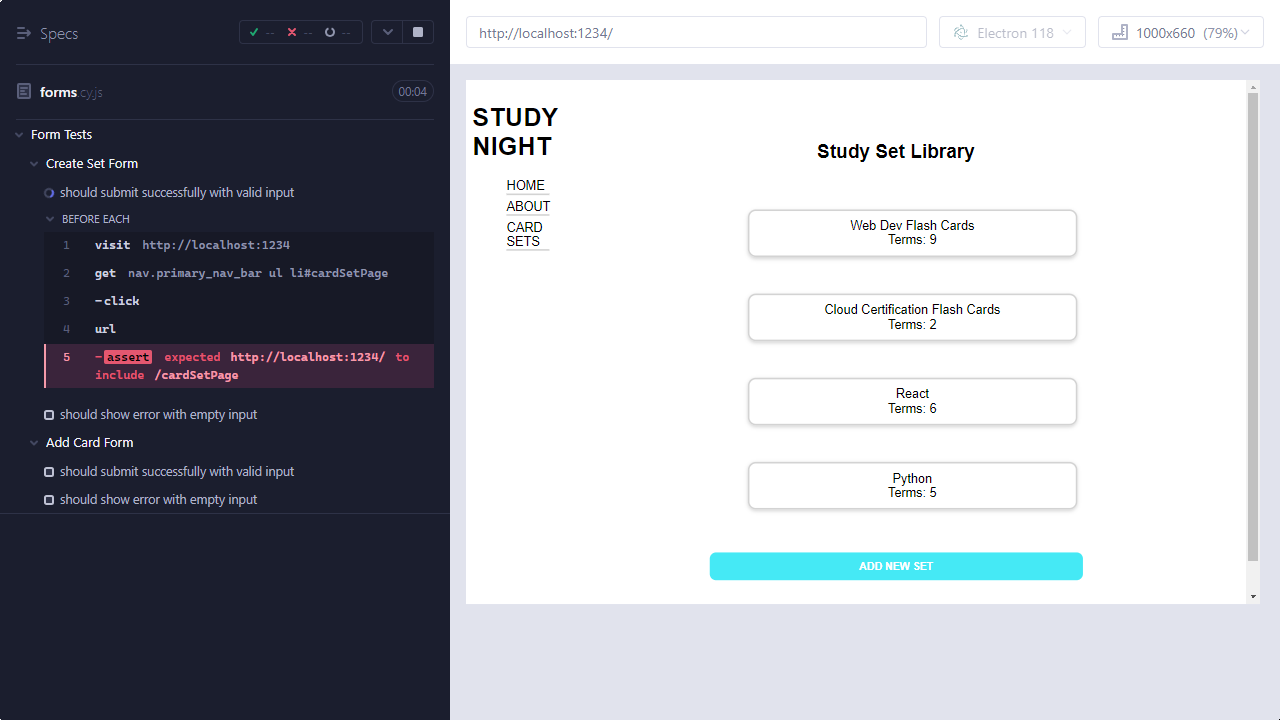 Specs
--
--
--
forms.cy.js
00:04
Form Tests
Create Set Form
should submit successfully with valid input
BEFORE EACH
1 visit http://localhost:1234
2 get nav.primary_nav_bar ul li#cardSetPage
3 -click
4 url
5 -assert expected http://localhost:1234/ to
include /cardSetPage
should show error with empty input
Add Card Form
should submit successfully with valid input
should show error with empty input
http://localhost:1234/
Electron 118
1000x660 (79%)
STUDY
NIGHT
HOME
ABOUT
CARD
SETS
Study Set Library
Web Dev Flash Cards
Terms: 9
Cloud Certification Flash Cards
Terms: 2
React
Terms: 6
Python
Terms: 5
ADD NEW SET